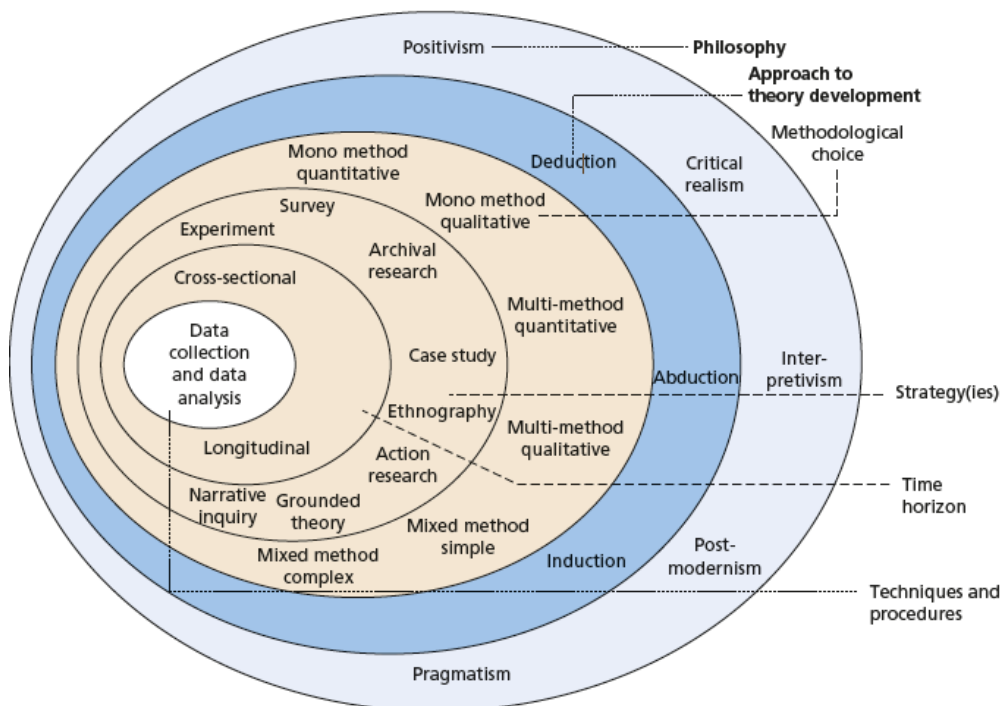 Positivism
Philosophy
Approach to
theory development
Methodological
choice
Deduction
Critical
realism
Mono method
quantitative
Mono method
qualitative
Survey
Experiment
Archival
research
Cross-sectional
Multi-method
quantitative
Data
collection
and data
analysis
Case study
Inter-
pretivism
Abduction
Strategy(ies)
Ethnography
Multi-method
qualitative
Longitudinal
Action
research
Time
horizon
Narrative
inquiry
Grounded
theory
Mixed method
simple
Mixed method
complex
Induction
Post-
modernism
Techniques and
procedures
Pragmatism